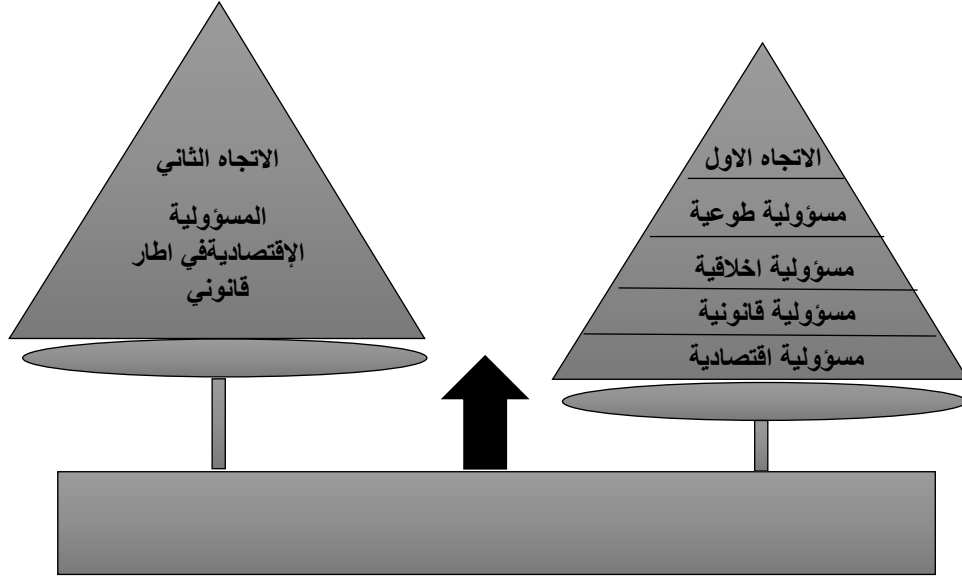 الاتجاه الاول
مسؤولية طوعية
مسؤولية اخلاقية
مسؤولية قانونية
مسؤولية اقتصادية
الاتجاه الثاني
المسؤولية
الإقتصاديةفي اطار
قانوني